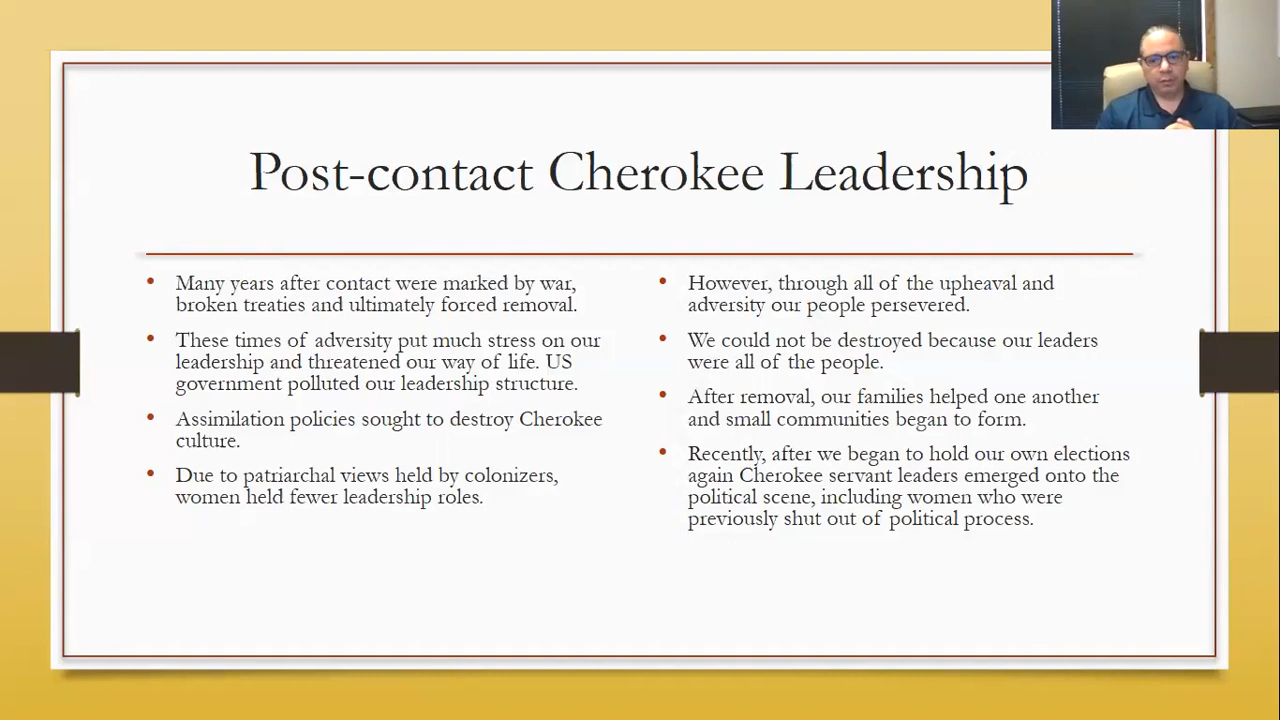 Post-contact Cherokee Leadership
• Many years after contact were marked by war,
broken treaties and ultimately forced removal.
• These times of adversity put much stress on our
leadership and threatened our way of life. US
government polluted our leadership structure.
• Assimilation policies sought to destroy Cherokee
culture.
• Due to patriarchal views held by colonizers,
women held fewer leadership roles.
• However, through all of the upheaval and
adversity our people persevered.
• We could not be destroyed because our leaders
were all of the people.
• After removal, our families helped one another
and small communities began to form.
• Recently, after we began to hold our own elections
again Cherokee servant leaders emerged onto the
political scene, including women who were
previously shut out of political process.